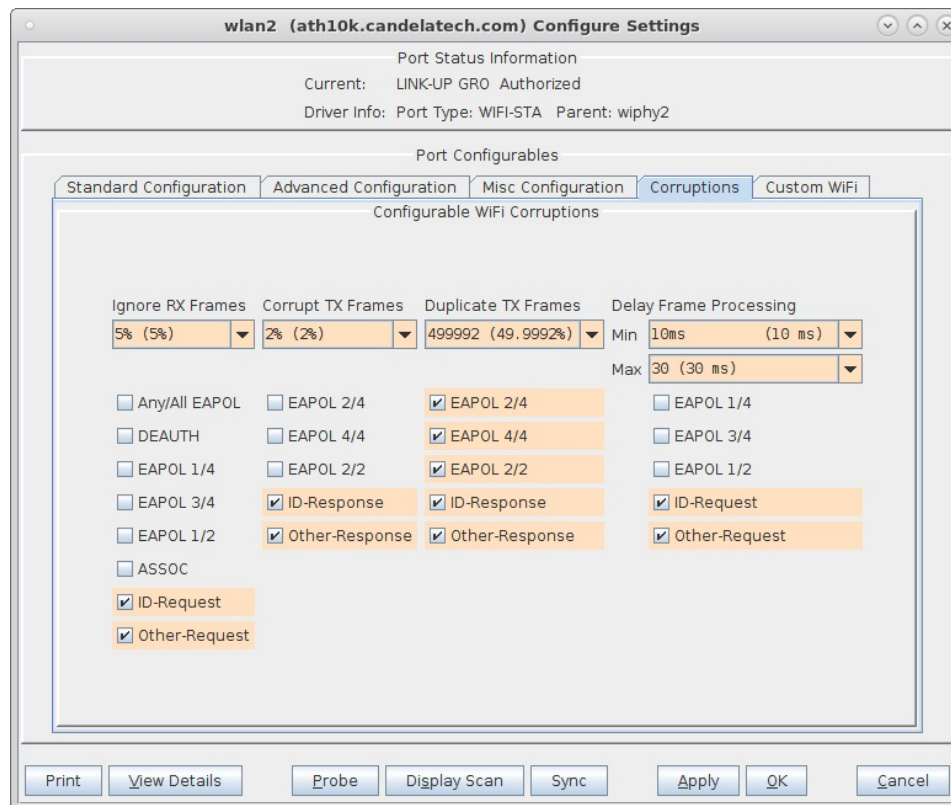 wlan2 (ath10k.candelatech.com) Configure Settings
Port Status Information
Current: LINK-UP GRO Authorized
Driver Info: Port Type: WIFI-STA Parent: wiphy2
Port Configurables
Standard Configuration Advanced Configuration Misc Configuration Corruptions Custom WiFi
Configurable WiFi Corruptions
Ignore RX Frames Corrupt TX Frames Duplicate TX Frames Delay Frame Processing
5% (5%) 2% (2%) 499992 (49.9992%) Min 10ms (10 ms)
Max 30 (30 ms)
Any/All EAPOL EAPOL 2/4 EAPOL 2/4 EAPOL 1/4
DEAUTH EAPOL 4/4 EAPOL 4/4 EAPOL 3/4
EAPOL 1/4 EAPOL 2/2 EAPOL 2/2 EAPOL 1/2
EAPOL 3/4 ID-Response ID-Response ID-Request
EAPOL 1/2 Other-Response Other-Response Other-Request
ASSOC
ID-Request
Other-Request
Print View Details Probe Display Scan Sync Apply OK Cancel